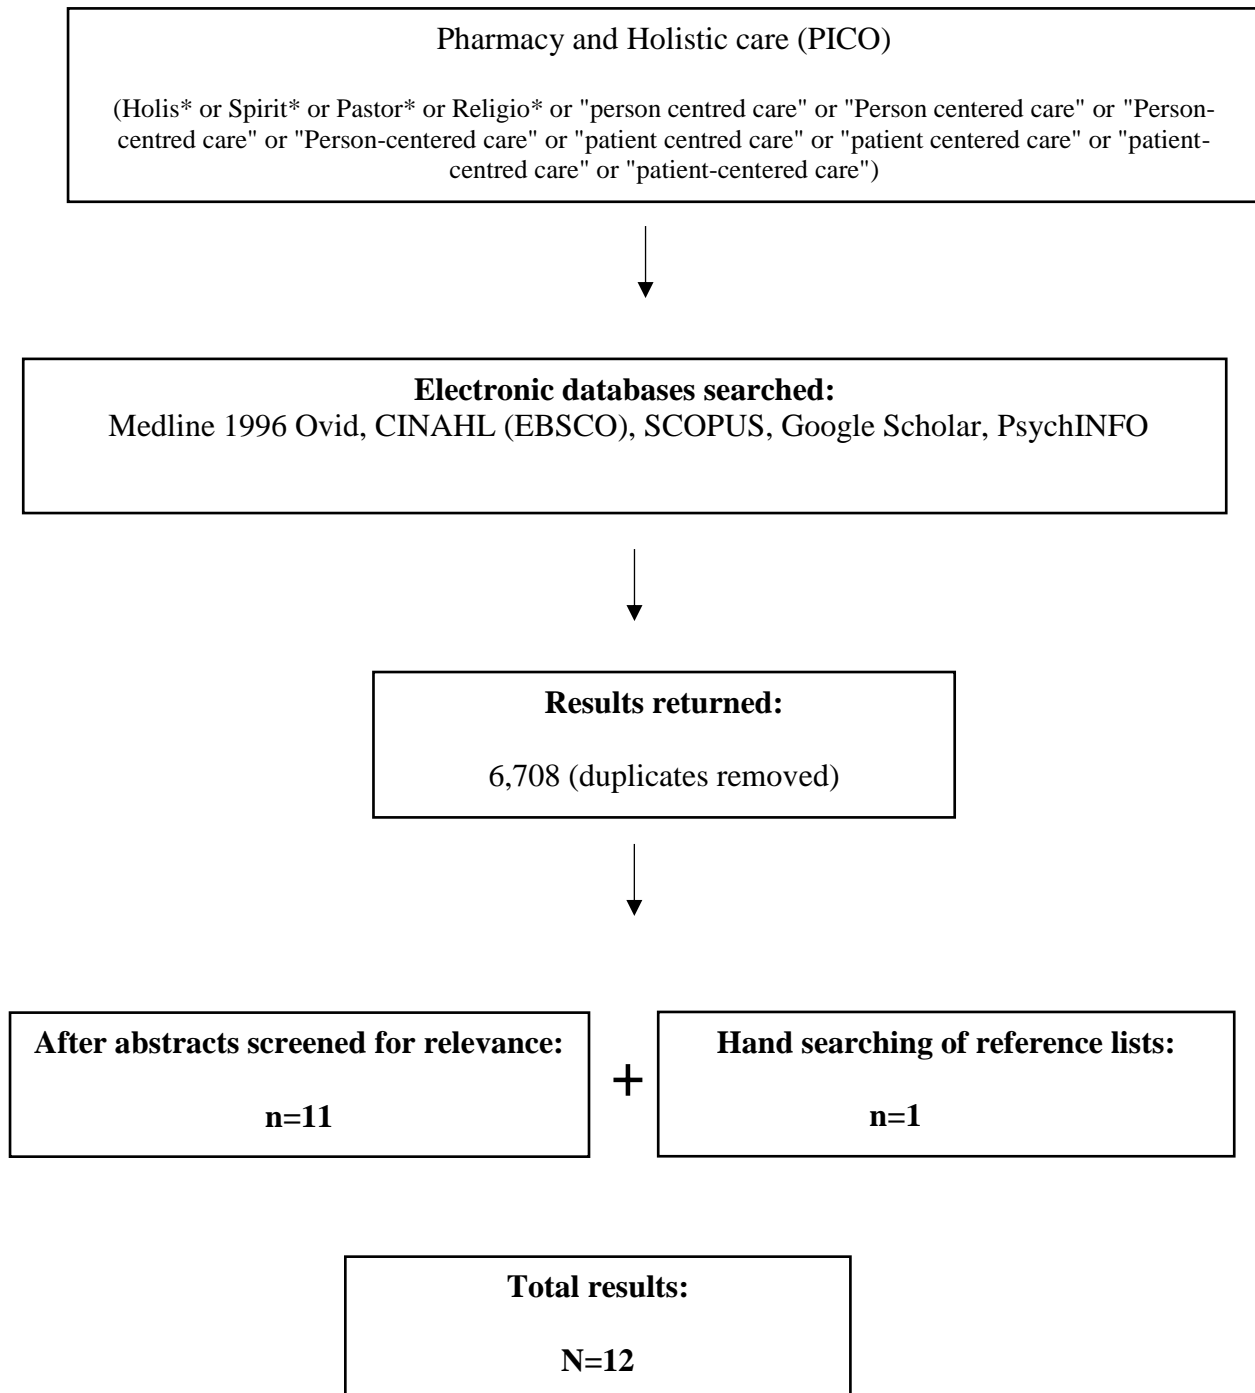 Pharmacy and Holistic care (PICO)
(Holis* or Spirit* or Pastor* or Religio* or "person centred care" or "Person centered care" or "Person-
centred care" or "Person-centered care" or "patient centred care" or "patient centered care" or "patient-
centred care" or "patient-centered care")
Electronic databases searched:
Medline 1996 Ovid, CINAHL (EBSCO), SCOPUS, Google Scholar, PsychINFO
Results returned:
6,708 (duplicates removed)
After abstracts screened for relevance:
n=11
+
Hand searching of reference lists:
n=1
Total results:
N=12